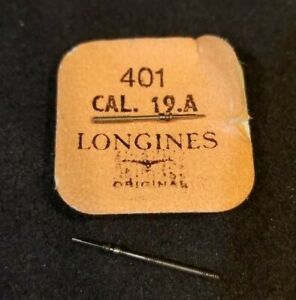 401
CAL. 19.A
LONGINES
ORIGINAL